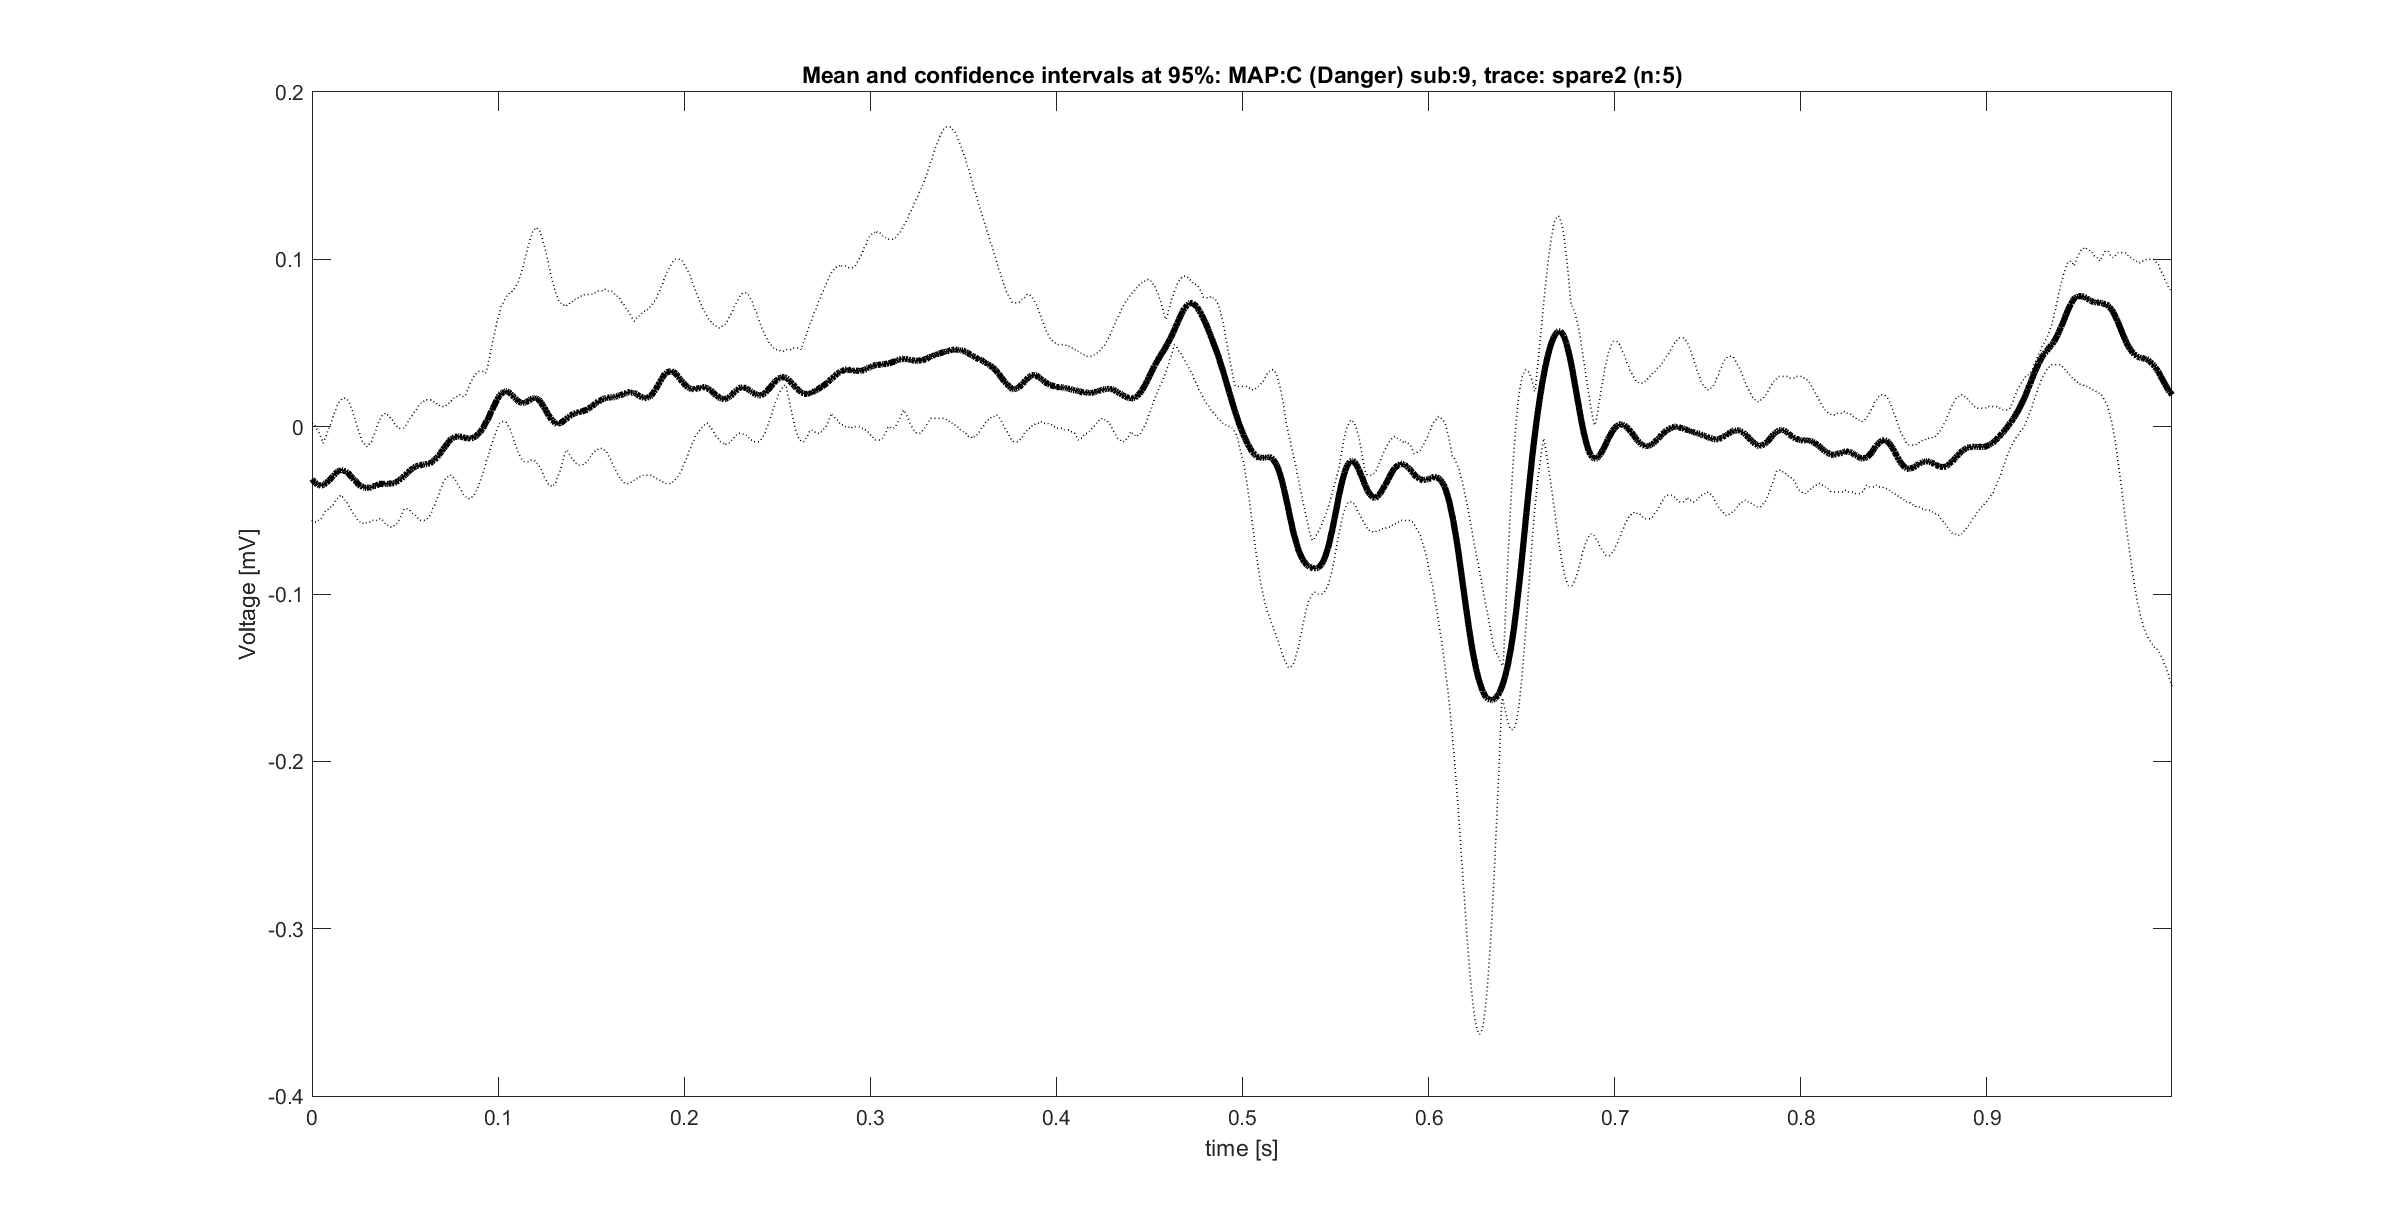 Mean and confidence intervals at 95%: MAP:C (Danger) sub:9, trace: spare2 (n:5)
0.2
0.1
0
-0.1
-0.2
-0.3
-0.4
Voltage [mV]
0 0.1 0.2 0.3 0.4 0.5 0.6 0.7 0.8 0.9
time [s]